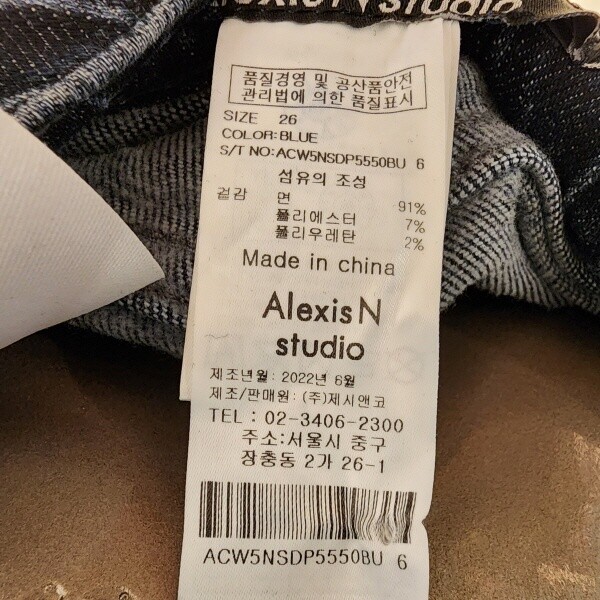 AlexisN studio
품질경영 및 공산품안전
관리법에 의한 품질표시
SIZE 26
COLOR:BLUE
S/T NO:ACW5NSDP5550BU 6
섬유의 조성
겉감 면 91%
폴리에스터 7%
폴리우레탄 2%
Made in china
AlexisN
studio
제조년월: 2022년 6월
제조/판매원: (주)제시앤코
TEL : 02-3406-2300
주소:서울시 중구
장충동 2가 26-1
ACW5NSDP5550BU 6